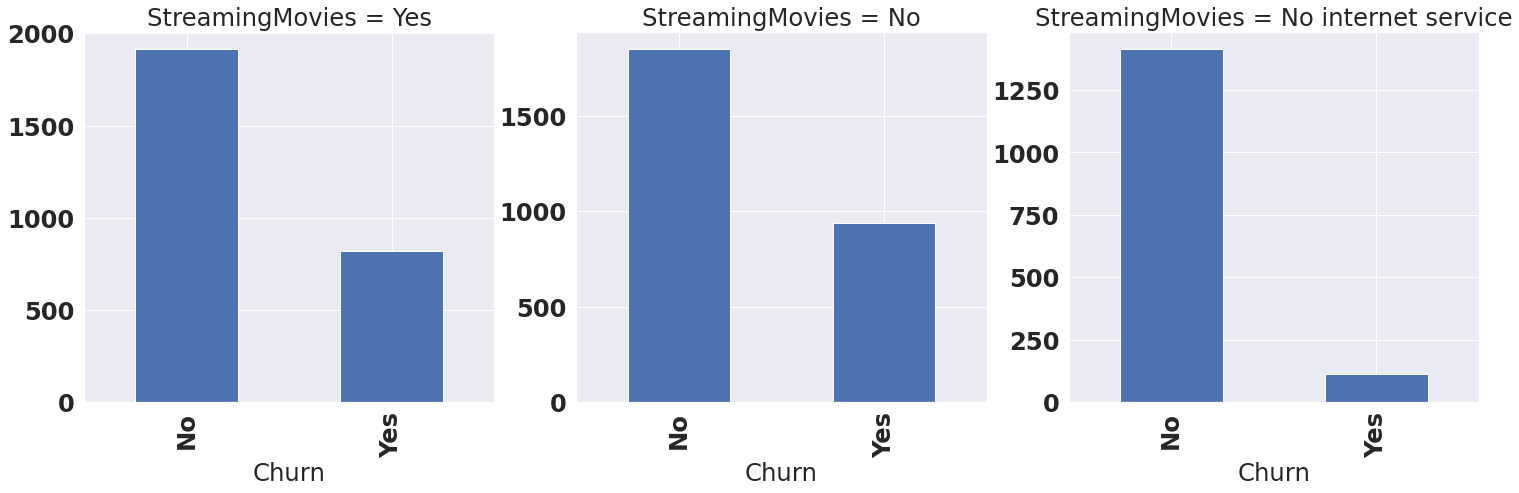 StreamingMovies = Yes
2000
1500
1000
500
0
No
Yes
Churn
StreamingMovies = No
1500
1000
500
0
No
Yes
Churn
StreamingMovies = No internet service
1250
1000
750
500
250
0
No
Yes
Churn